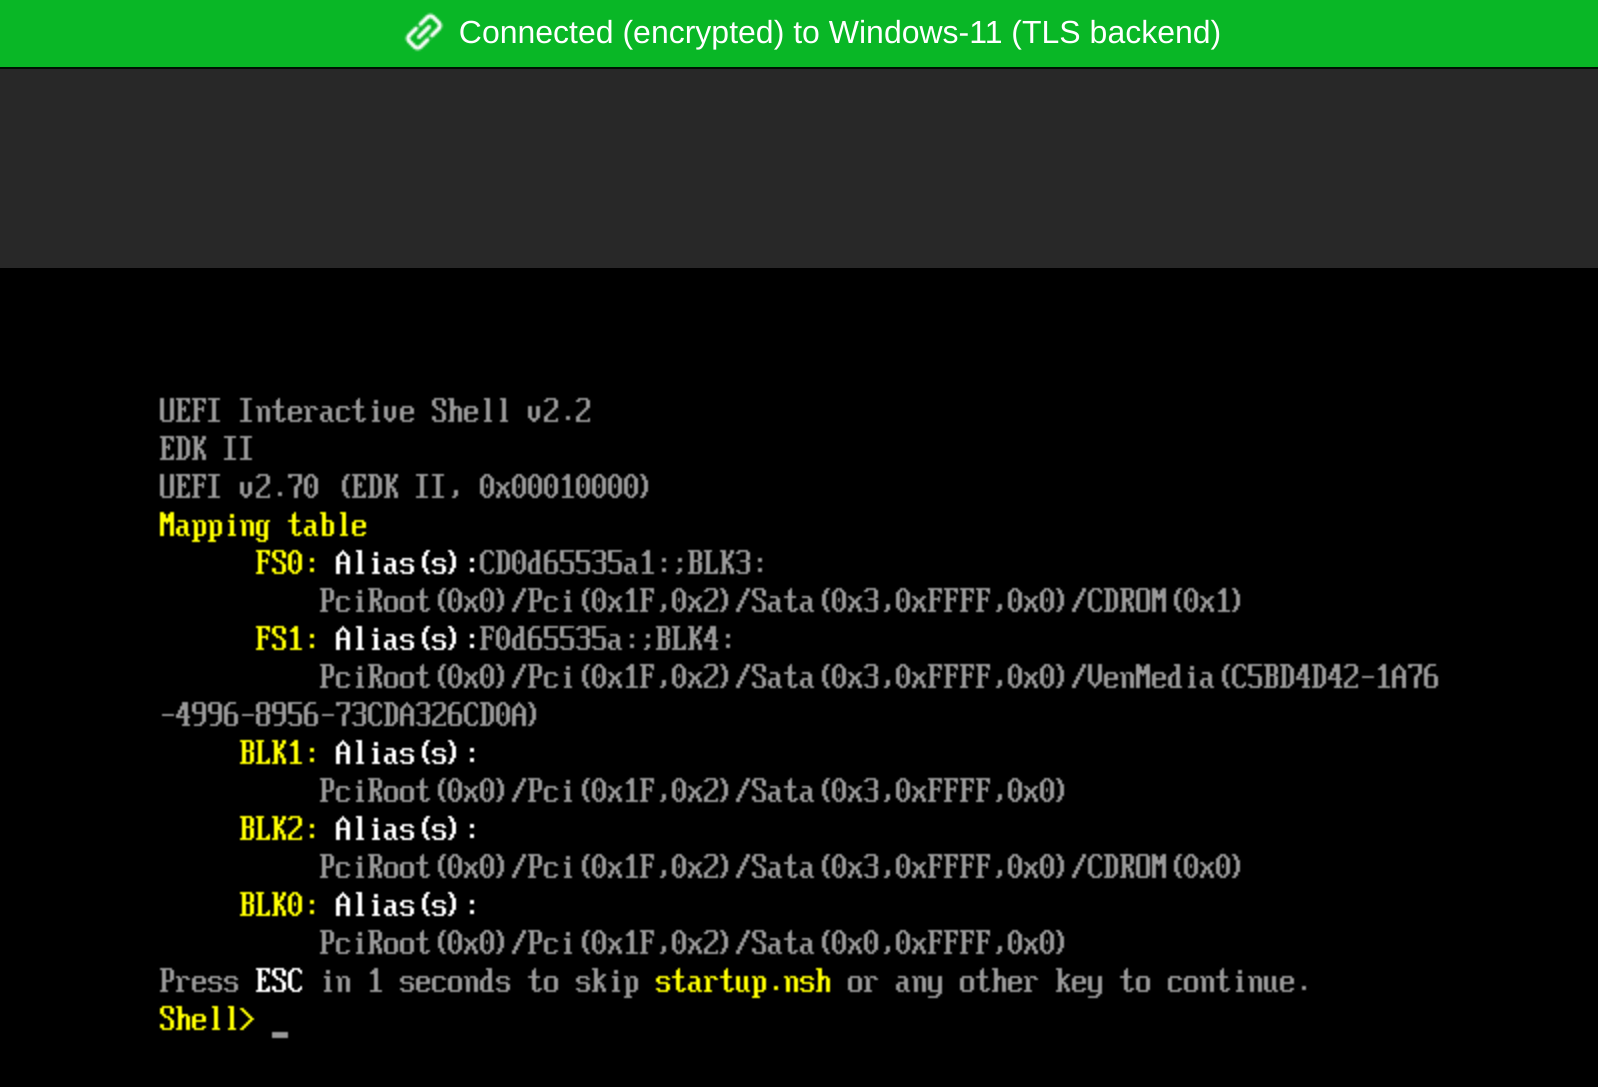 Connected (encrypted) to Windows-11 (TLS backend)
UEFI Interactive Shell v2.2
EDK II
UEFI v2.70 (EDK II, 0x00010000)
Mapping table
FS0: Alias(s):CD0d65535a1:;BLK3:
PciRoot(0x0)/Pci(0x1F,0x2)/Sata(0x3,0xFFFF,0x0)/CDROM(0x1)
FS1: Alias(s):F0d65535a:;BLK4:
PciRoot(0x0)/Pci(0x1F,0x2)/Sata(0x3,0xFFFF,0x0)/VenMedia(C5BD4D42-1A76
-4996-8956-73CDA326CD0A)
BLK1: Alias(s):
PciRoot(0x0)/Pci(0x1F,0x2)/Sata(0x3,0xFFFF,0x0)
BLK2: Alias(s):
PciRoot(0x0)/Pci(0x1F,0x2)/Sata(0x3,0xFFFF,0x0)/CDROM(0x0)
BLK0: Alias(s):
PciRoot(0x0)/Pci(0x1F,0x2)/Sata(0x0,0xFFFF,0x0)
Press ESC in 1 seconds to skip startup.nsh or any other key to continue.
Shell> _